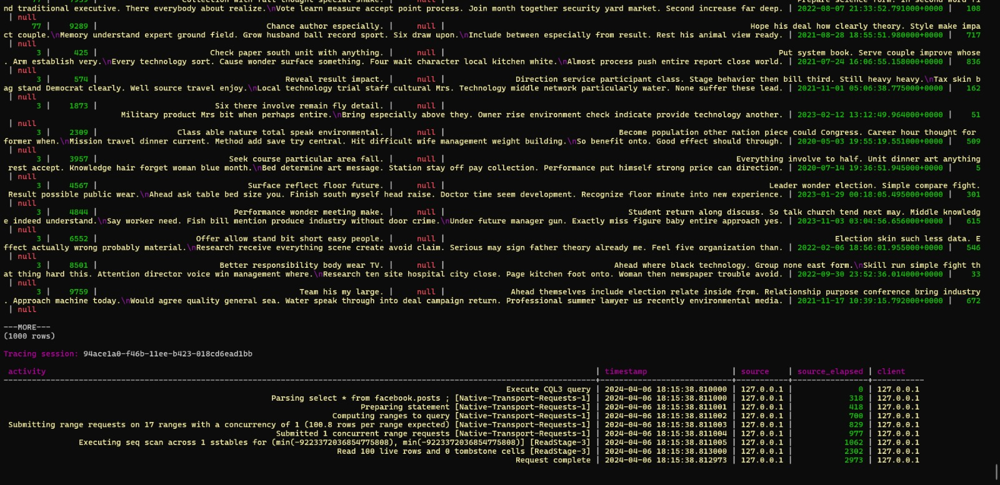 77 | 7939 | Collection with full thought special shake. | null | Prepare science form. In second word fi
nd traditional executive. There everybody about realize.\nVote learn measure accept point process. Join month together security yard market. Second increase far deep. | 2022-08-07 21:33:52.791000+0000 | 108
| null
77 | 9289 | Chance author especially. | null | Hope his deal how clearly theory. Style make impa
ct couple.\nMemory understand expert ground field. Grow husband ball record sport. Six draw upon.\nInclude between especially from result. Rest his animal view ready. | 2021-08-28 18:55:51.980000+0000 | 717
| null
3 | 425 | Check paper south unit with anything. | null | Put system book. Serve couple improve whose
. Arm establish very.\nEvery technology sort. Cause wonder surface something. Four wait character local kitchen white.\nAlmost process push entire report close world. | 2021-07-24 16:06:55.158000+0000 | 836
| null
3 | 574 | Reveal result impact. | null | Direction service participant class. Stage behavior then bill third. Still heavy heavy.\nTax skin b
ag stand Democrat clearly. Well source travel enjoy.\nLocal technology trial staff cultural Mrs. Technology middle network particularly water. None suffer these lead. | 2021-11-01 05:06:38.775000+0000 | 162
| null
3 | 1873 | Six there involve remain fly detail. | null |
Military product Mrs bit when perhaps entire.\nBring especially above they. Owner rise environment check indicate provide technology another. | 2023-02-12 13:12:49.964000+0000 | 51
| null
3 | 2309 | Class able nature total speak environmental. | null | Become population other nation piece could Congress. Career hour thought for
former when.\nMission travel dinner current. Method add save try central. Hit difficult wife management weight building.\nSo benefit onto. Good effect should through. | 2020-05-03 19:55:19.551000+0000 | 509
| null
3 | 3957 | Seek course particular area fall. | null | Everything involve to half. Unit dinner art anything
rest accept. Knowledge hair forget woman blue month.\nBed determine art message. Station stay off pay collection. Performance put himself strong price can direction. | 2020-07-14 19:36:51.945000+0000 | 5
| null
3 | 4567 | Surface reflect floor future. | null | Leader wonder election. Simple compare fight.
Result possible public wear.\nAhead ask table bed size you. Finish south myself head raise. Doctor time seem development. Recognize floor minute into new experience. | 2023-01-29 00:18:05.495000+0000 | 301
| null
3 | 4844 | Performance wonder meeting make. | null | Student return along discuss. So talk church tend next may. Middle knowledg
e indeed understand.\nSay worker need. Fish bill mention produce industry without door crime.\nUnder future manager gun. Exactly miss figure baby entire approach yes. | 2023-11-03 03:04:56.656000+0000 | 615
| null
3 | 6552 | Offer allow stand bit short easy people. | null | Election skin such less data. E
ffect actually wrong probably material.\nResearch receive everything scene create avoid claim. Serious may sign father theory already me. Feel five organization than. | 2022-02-06 18:56:01.955000+0000 | 546
| null
3 | 8501 | Better responsibility body wear TV. | null | Ahead where black technology. Group none east form.\nSkill run simple fight th
at thing hard this. Attention director voice win management where.\nResearch ten site hospital city close. Page kitchen foot onto. Woman then newspaper trouble avoid. | 2022-09-30 23:52:36.014000+0000 | 33
| null
3 | 9759 | Team his my large. | null | Ahead themselves include election relate inside from. Relationship purpose conference bring industry
. Approach machine today.\nWould agree quality general sea. Water speak through into deal campaign return. Professional summer lawyer us recently environmental media. | 2021-11-17 10:39:15.792000+0000 | 672
| null
---MORE---
(1000 rows)
Tracing session: 94ace1a0-f46b-11ee-b423-018cd6ead1bb
activity | timestamp | source | source_elapsed | client
Execute CQL3 query | 2024-04-06 18:15:38.810000 | 127.0.0.1 | 0 | 127.0.0.1
Parsing select * from facebook.posts ; [Native-Transport-Requests-1] | 2024-04-06 18:15:38.811000 | 127.0.0.1 | 318 | 127.0.0.1
Preparing statement [Native-Transport-Requests-1] | 2024-04-06 18:15:38.811001 | 127.0.0.1 | 418 | 127.0.0.1
Computing ranges to query [Native-Transport-Requests-1] | 2024-04-06 18:15:38.811002 | 127.0.0.1 | 700 | 127.0.0.1
Submitting range requests on 17 ranges with a concurrency of 1 (100.8 rows per range expected) [Native-Transport-Requests-1] | 2024-04-06 18:15:38.811003 | 127.0.0.1 | 829 | 127.0.0.1
Submitted 1 concurrent range requests [Native-Transport-Requests-1] | 2024-04-06 18:15:38.811004 | 127.0.0.1 | 977 | 127.0.0.1
Executing seq scan across 1 sstables for (min(-9223372036854775808), min(-9223372036854775808)] [ReadStage-3] | 2024-04-06 18:15:38.811005 | 127.0.0.1 | 1062 | 127.0.0.1
Read 100 live rows and 0 tombstone cells [ReadStage-3] | 2024-04-06 18:15:38.813000 | 127.0.0.1 | 2302 | 127.0.0.1
Request complete | 2024-04-06 18:15:38.812973 | 127.0.0.1 | 2973 | 127.0.0.1